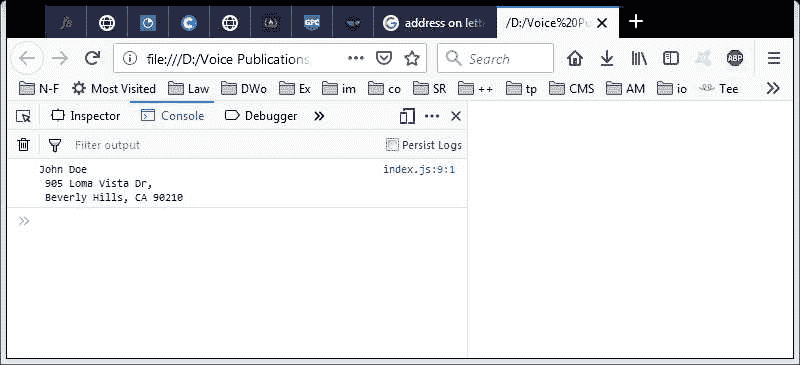 GPC
address on lett
/D:/Voice%20Pu
file:///D:/Voice Publications
Search
ABP
N-F
Most Visited
Law
DWo
Ex
im
co
SR
++
tp
CMS
AM
io
Tee
Inspector
Console
Debugger
Filter output
Persist Logs
John Doe
index.js:9:1
905 Loma Vista Dr,
Beverly Hills, CA 90210